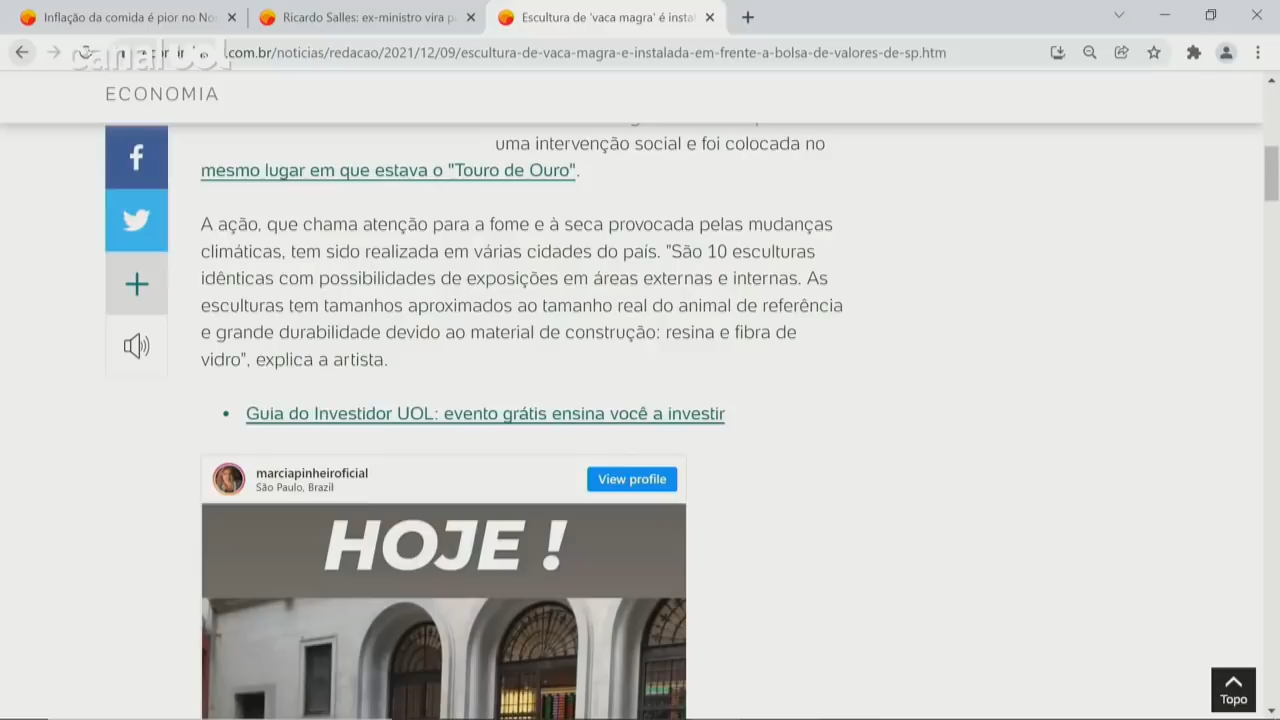 Inflação da comida é pior no No
Ricardo Salles: ex-ministro vira p
Escultura de 'vaca magra' é insta
canal uol
.com.br/noticias/redacao/2021/12/09/escultura-de-vaca-magra-e-instalada-em-frente-a-bolsa-de-valores-de-sp.htm
ECONOMIA
uma intervenção social e foi colocada no
mesmo lugar em que estava o "Touro de Ouro".
A ação, que chama atenção para a fome e à seca provocada pelas mudanças
climáticas, tem sido realizada em várias cidades do país. "São 10 esculturas
idênticas com possibilidades de exposições em áreas externas e internas. As
esculturas tem tamanhos aproximados ao tamanho real do animal de referência
e grande durabilidade devido ao material de construção: resina e fibra de
vidro", explica a artista.
• Guia do Investidor UOL: evento grátis ensina você a investir
marciapinheiroficial
São Paulo, Brazil
View profile
HOJE !
Topo